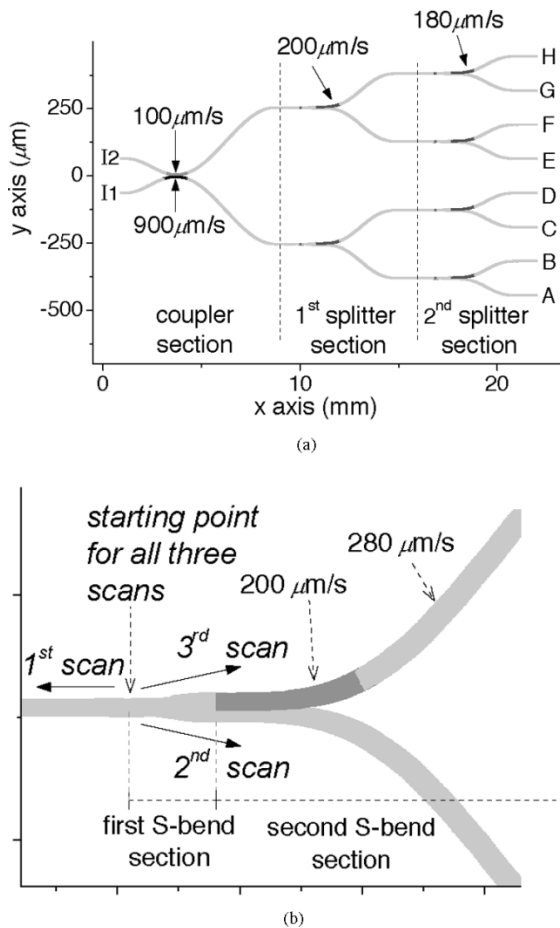 200μm/s
180μm/s
H
G
F
E
D
C
B
A
100μm/s
I2
I1
900μm/s
250
0
-250
-500
y axis (μm)
coupler
section
1st splitter
section
2nd splitter
section
0
10
20
x axis (mm)
(a)
starting point
for all three
scans
280 μm/s
200 μm/s
1st scan
3rd scan
2nd scan
first S-bend
section
second S-bend
section
(b)